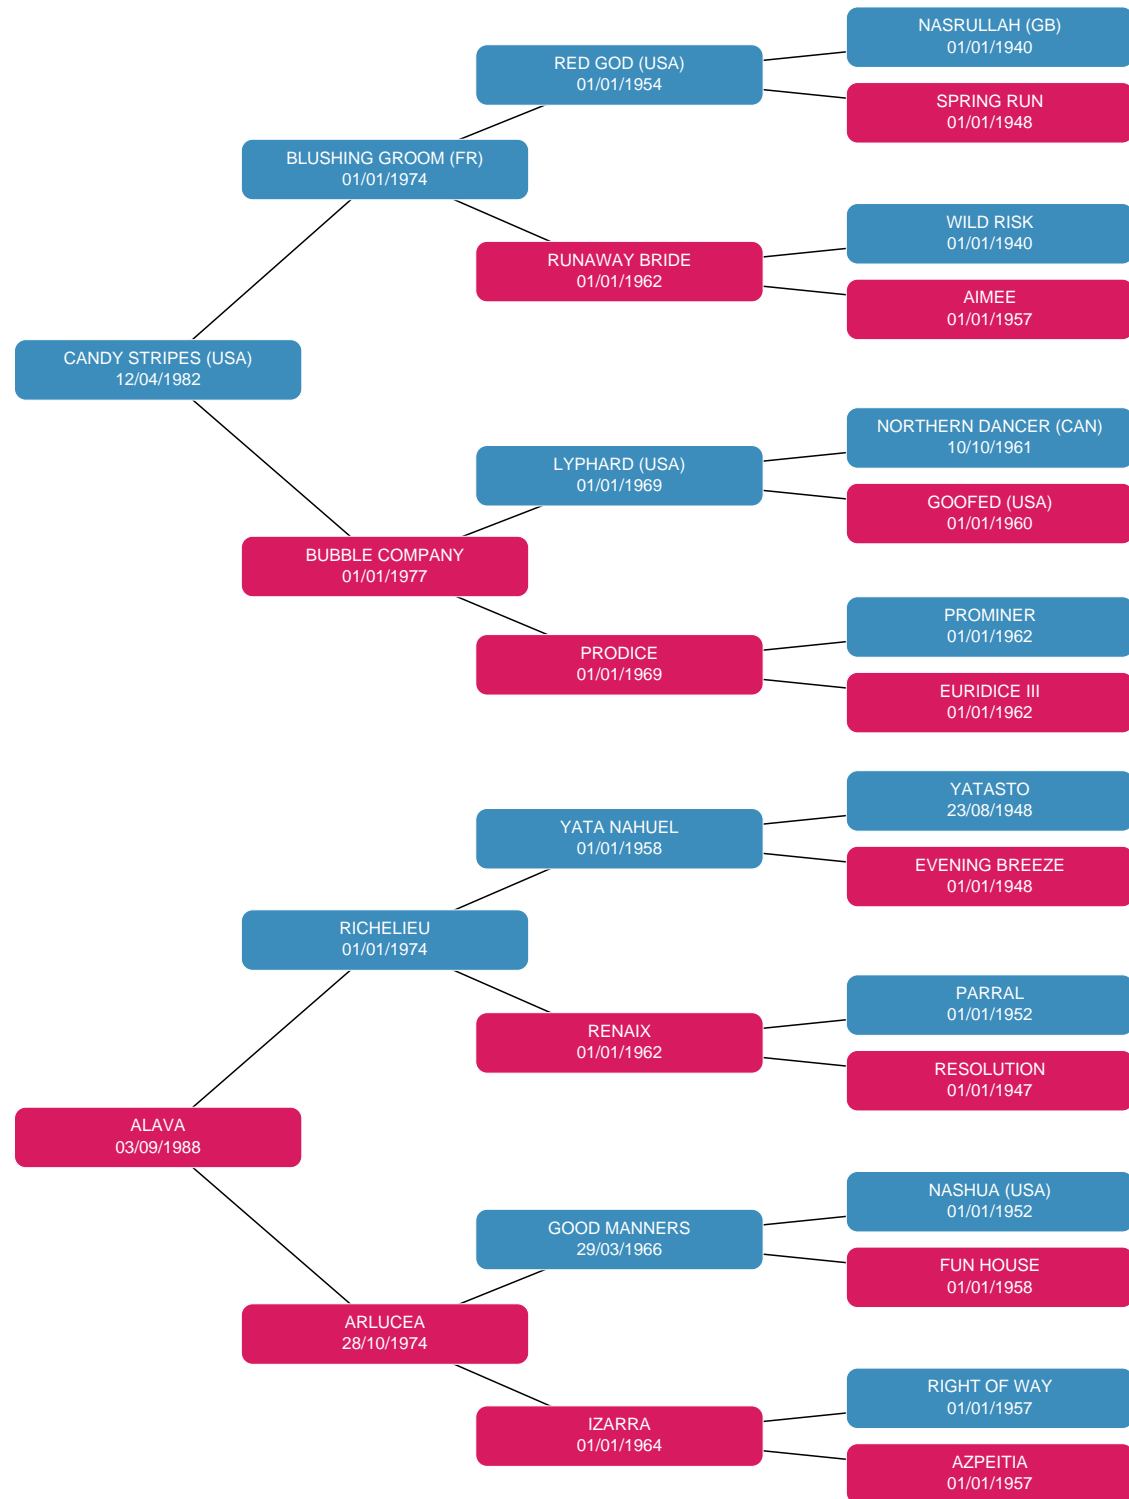 NASRULLAH (GB)
01/01/1940
RED GOD (USA)
01/01/1954
SPRING RUN
01/01/1948
BLUSHING GROOM (FR)
01/01/1974
WILD RISK
01/01/1940
RUNAWAY BRIDE
01/01/1962
AIMEE
01/01/1957
CANDY STRIPES (USA)
12/04/1982
NORTHERN DANCER (CAN)
10/10/1961
LYPHARD (USA)
01/01/1969
GOOFED (USA)
01/01/1960
BUBBLE COMPANY
01/01/1977
PROMINER
01/01/1962
PRODICE
01/01/1969
EURIDICE III
01/01/1962
YATASTO
23/08/1948
YATA NAHUEL
01/01/1958
EVENING BREEZE
01/01/1948
RICHELIEU
01/01/1974
PARRAL
01/01/1952
RENAIX
01/01/1962
RESOLUTION
01/01/1947
ALAVA
03/09/1988
NASHUA (USA)
01/01/1952
GOOD MANNERS
29/03/1966
FUN HOUSE
01/01/1958
ARLUCEA
28/10/1974
RIGHT OF WAY
01/01/1957
IZARRA
01/01/1964
AZPEITIA
01/01/1957